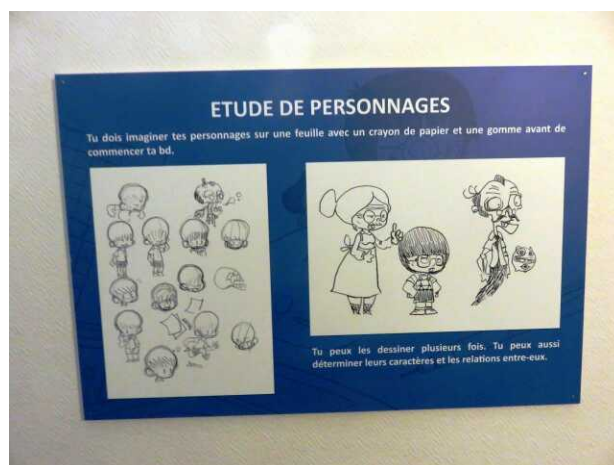 ETUDE DE PERSONNAGES
Tu dois imaginer tes personnages sur une feuille avec un crayon de papier et une gomme avant de
commencer ta bd.
Tu peux les dessiner plusieurs fois. Tu peux aussi
déterminer leurs caractères et les relations entre-eux.